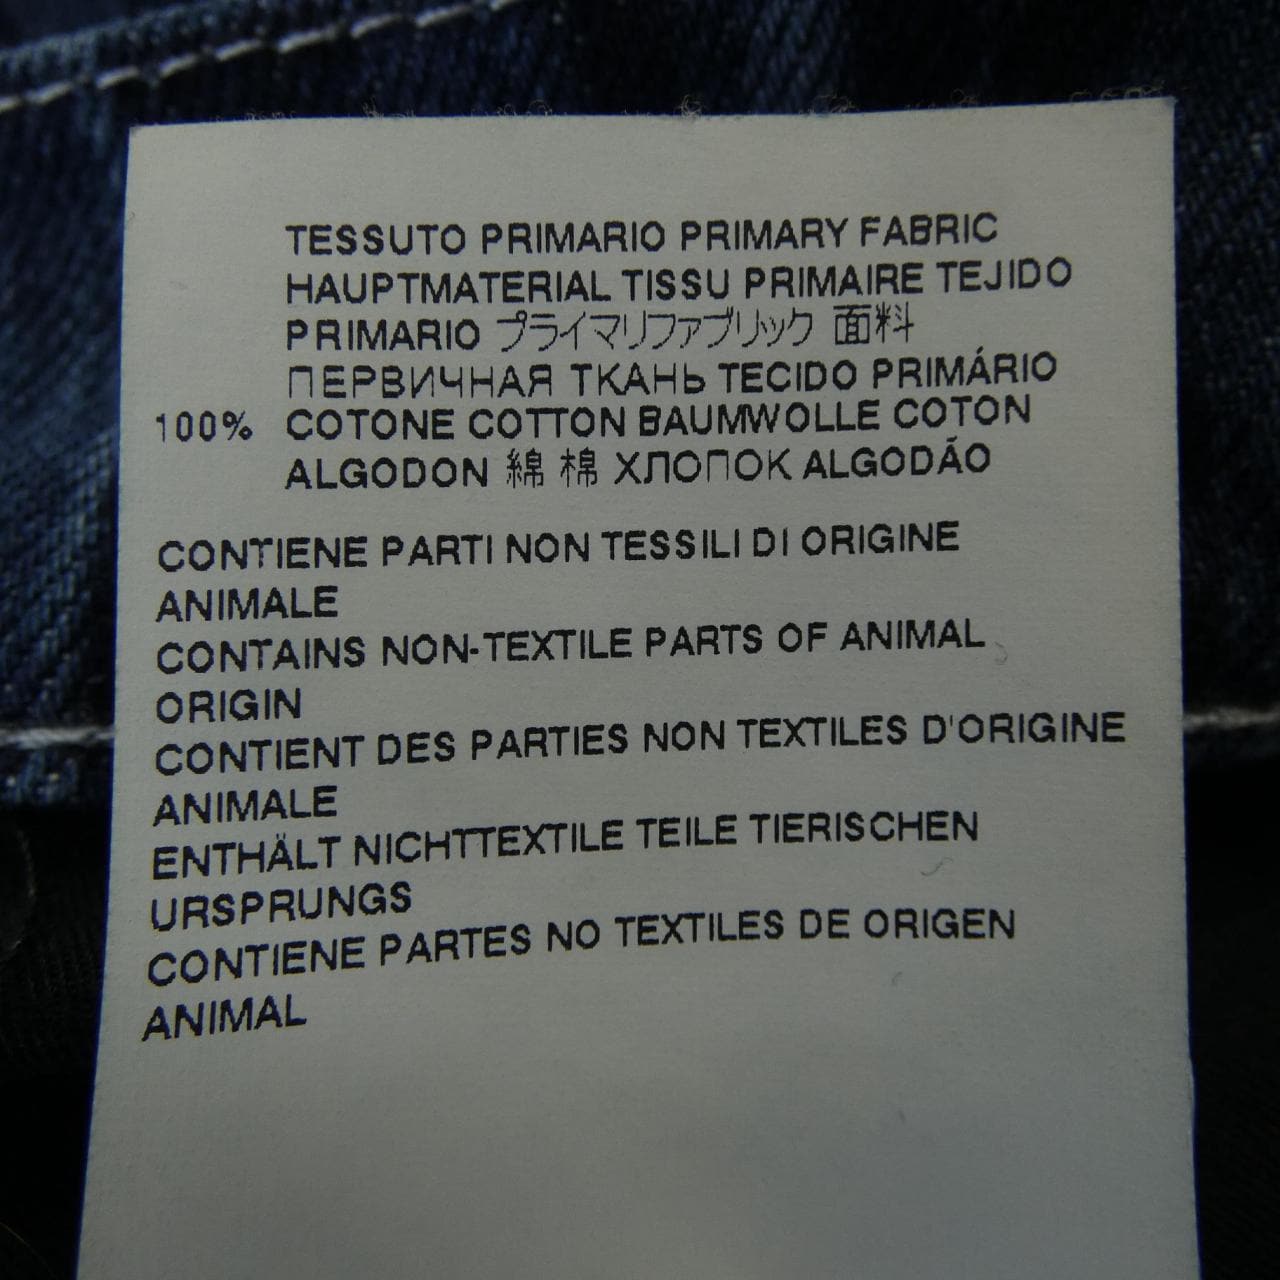 TESSUTO PRIMARIO PRIMARY FABRIC
HAUPTMATERIAL TISSU PRIMAIRE TEJIDO
PRIMARIO プライマリファブリック 面料
ПЕРВИЧНАЯ ТКАНЬ TECIDO PRIMÁRIO
100% COTONE COTTON BAUMWOLLE COTON
ALGODON 綿 棉 ХЛОПОК ALGODÃO
CONTIENE PARTI NON TESSILI DI ORIGINE
ANIMALE
CONTAINS NON-TEXTILE PARTS OF ANIMAL
ORIGIN
CONTIENT DES PARTIES NON TEXTILES D'ORIGINE
ANIMALE
ENTHÄLT NICHTTEXTILE TEILE TIERISCHEN
URSPRUNGS
CONTIENE PARTES NO TEXTILES DE ORIGEN
ANIMAL